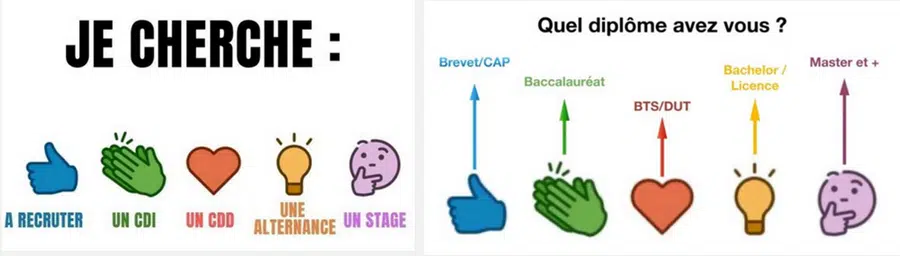 JE CHERCHE :
A RECRUTER
UN CDI
UN CDD
UNE
ALTERNANCE
UN STAGE
Quel diplôme avez vous ?
Brevet/CAP
Baccalauréat
BTS/DUT
Bachelor /
Licence
Master et +